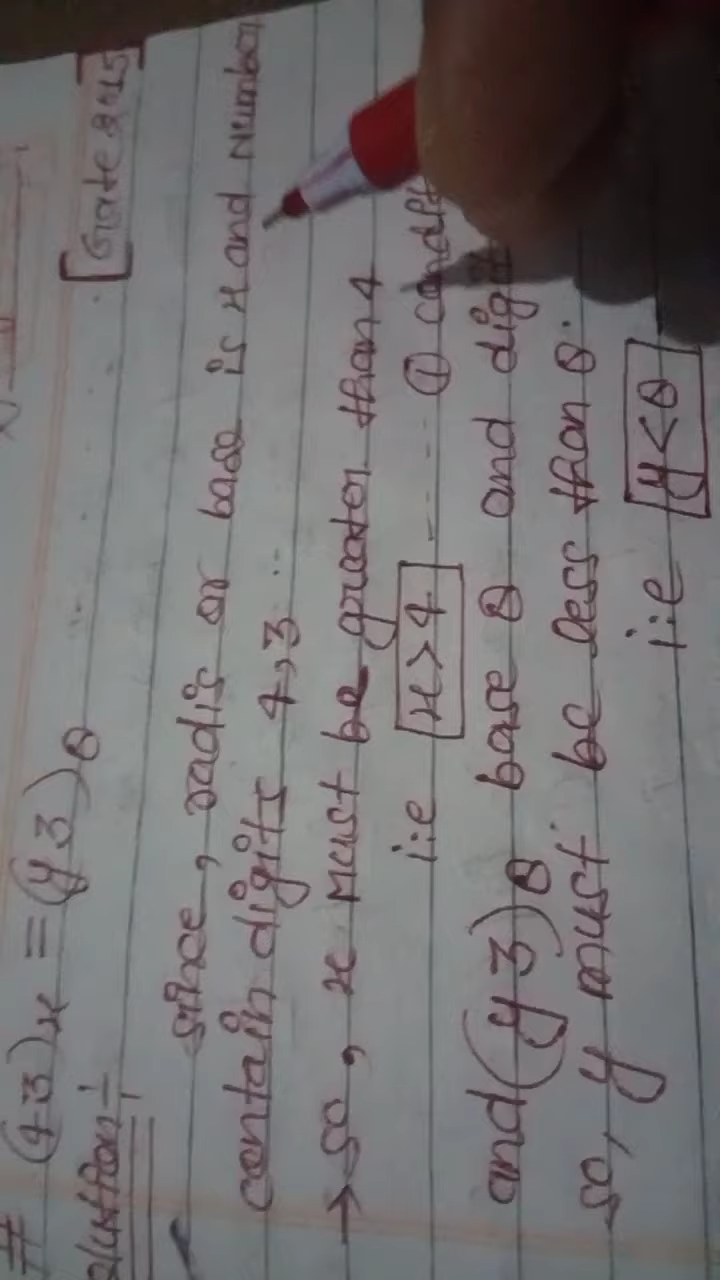 # (43)x = (y3)8
[Gate 2015]
Solution:-
since, radix or base is x and Number
contain digits 4,3 ..
→ so, x must be greater than 4
i:e x>4 ------ ①
and (y3)8 base 8 and
so, y must be less than 8.
i:e y<8